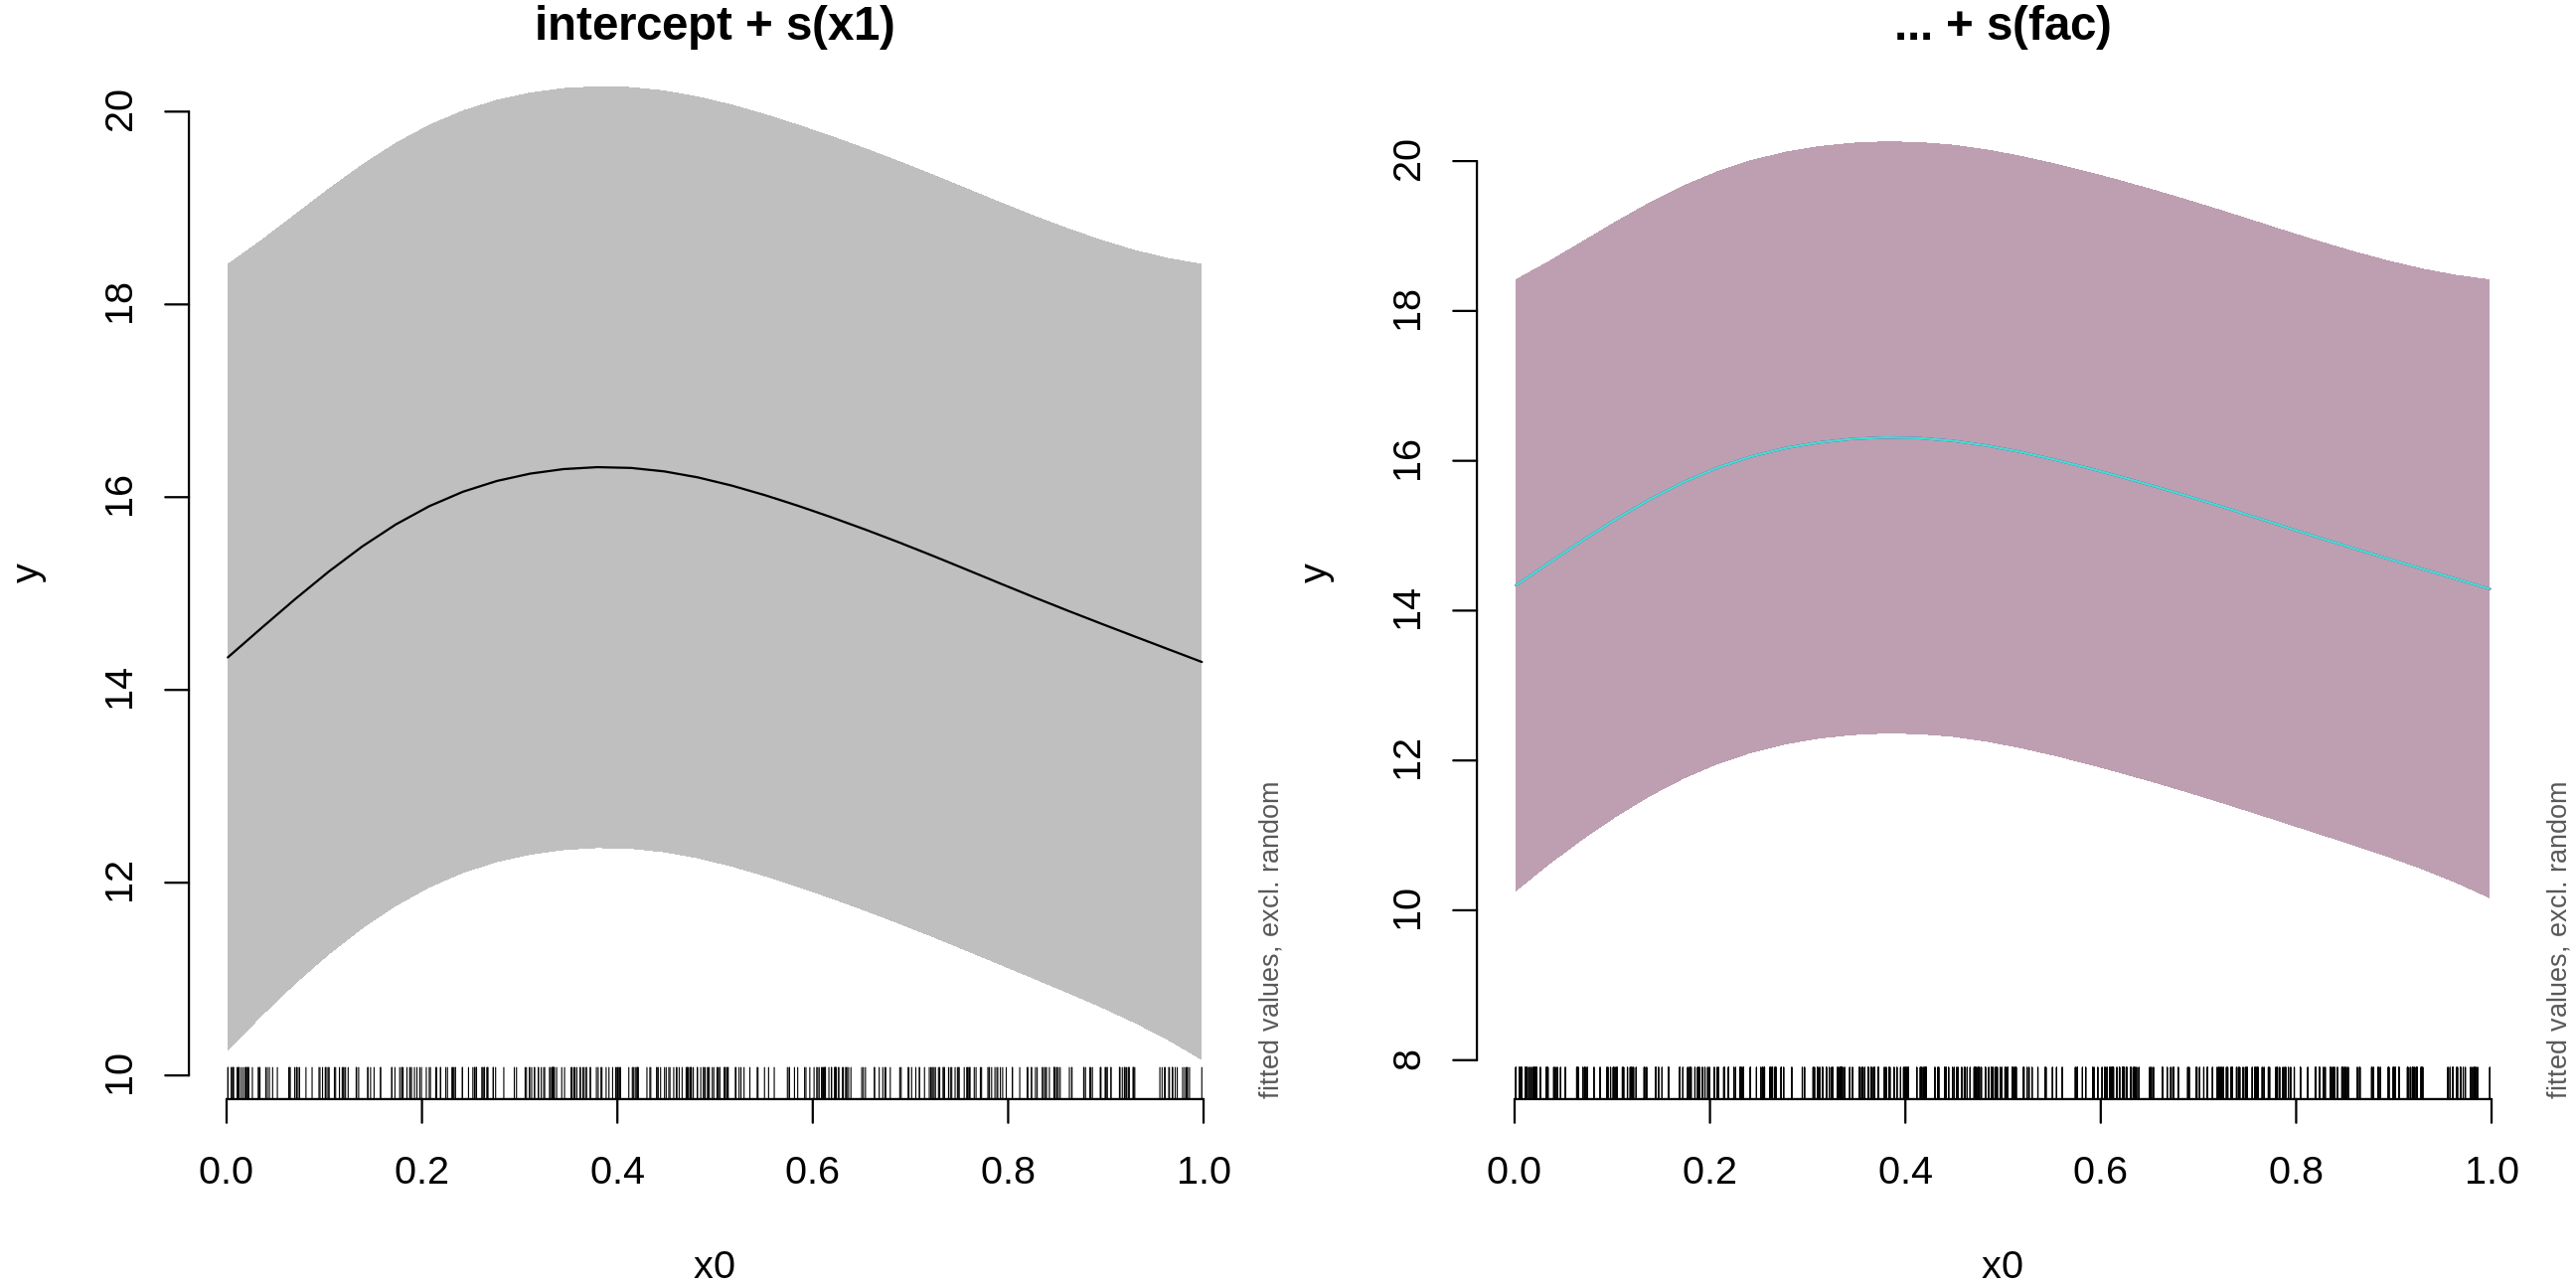 intercept + s(x1)
20
18
16
14
12
10
y
0.0 0.2 0.4 0.6 0.8 1.0
x0
fitted values, excl. random
... + s(fac)
20
18
16
14
12
10
8
y
0.0 0.2 0.4 0.6 0.8 1.0
x0
fitted values, excl. random